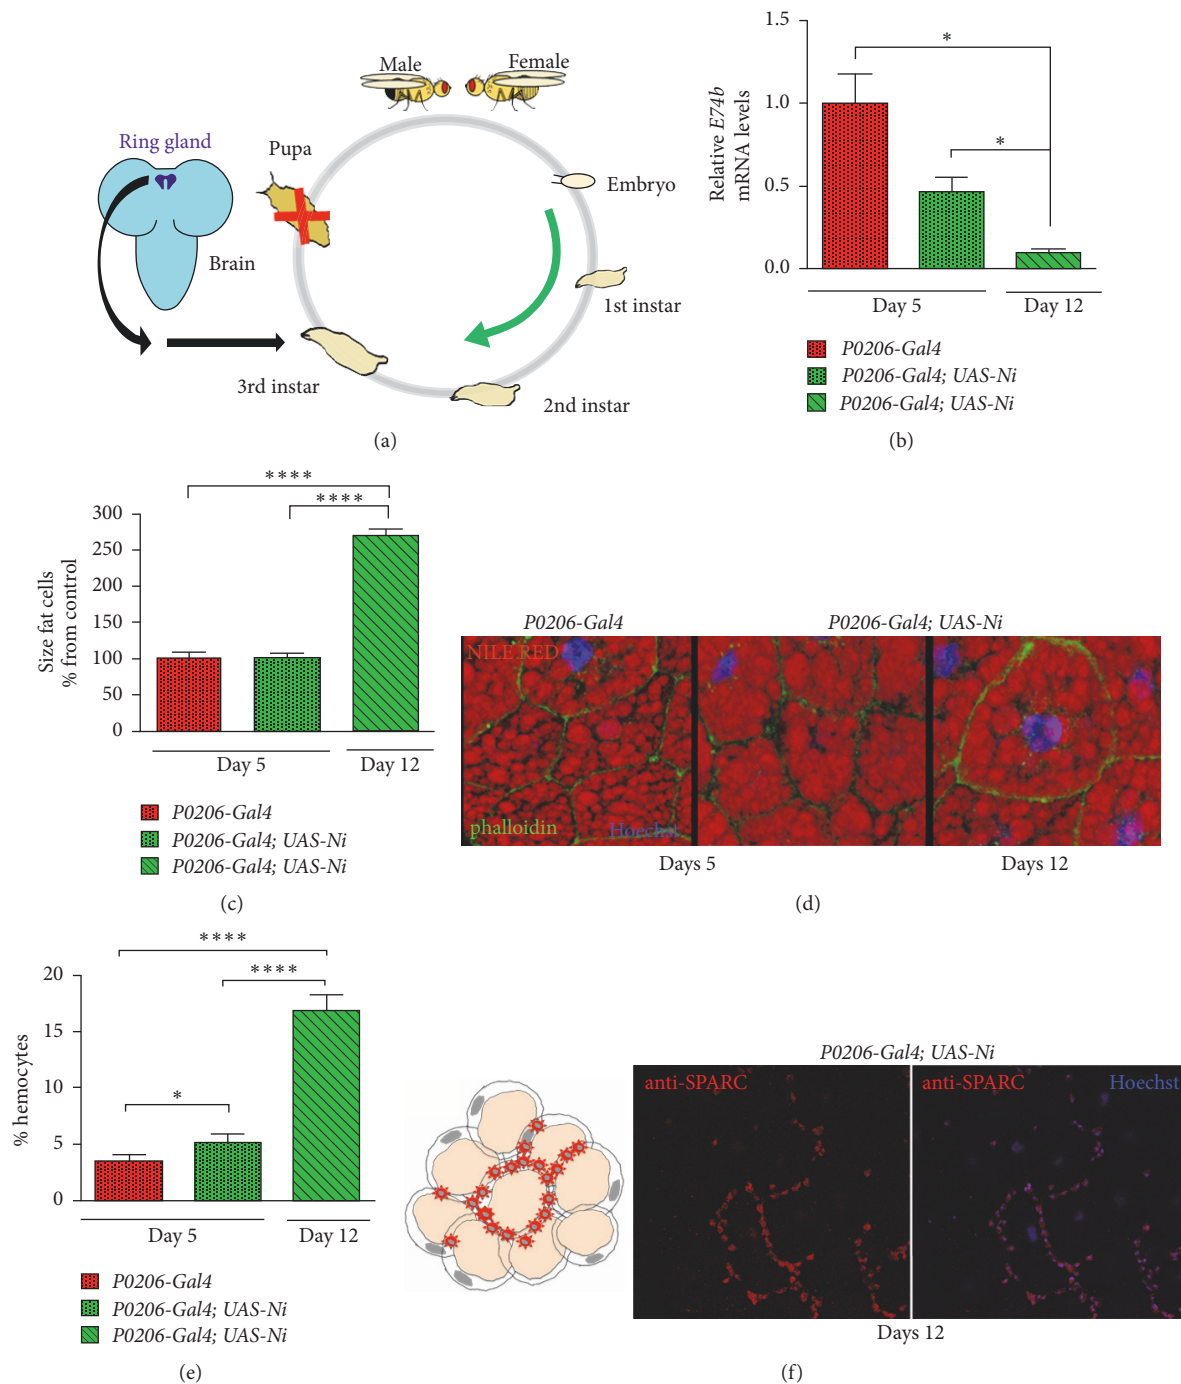 Male
Female
Ring gland
Pupa
Embryo
Brain
1st instar
3rd instar
2nd instar
(a)
1.5
1.0
0.5
0.0
Relative E74b
mRNA levels
*
*
Day 5
Day 12
P0206-Gal4
P0206-Gal4; UAS-Ni
P0206-Gal4; UAS-Ni
(b)
****
****
300
250
200
150
100
50
0
Size fat cells
% from control
Day 5
Day 12
P0206-Gal4
P0206-Gal4; UAS-Ni
P0206-Gal4; UAS-Ni
(c)
P0206-Gal4
P0206-Gal4; UAS-Ni
NILE RED
phalloidin
Hoechst
Days 5
Days 12
(d)
****
****
*
20
15
10
5
0
% hemocytes
Day 5
Day 12
P0206-Gal4
P0206-Gal4; UAS-Ni
P0206-Gal4; UAS-Ni
(e)
P0206-Gal4; UAS-Ni
anti-SPARC
anti-SPARC
Hoechst
Days 12
(f)